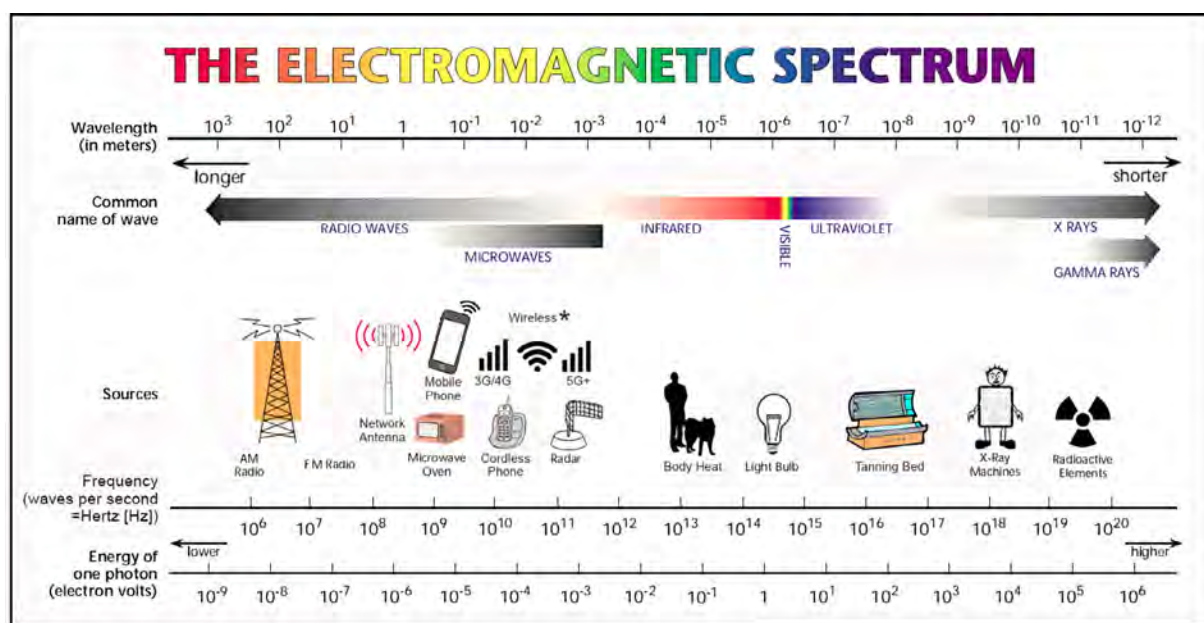 THE ELECTROMAGNETIC SPECTRUM
Wavelength
(in meters)
10³ 10² 10¹ 1 10⁻¹ 10⁻² 10⁻³ 10⁻⁴ 10⁻⁵ 10⁻⁶ 10⁻⁷ 10⁻⁸ 10⁻⁹ 10⁻¹⁰ 10⁻¹¹ 10⁻¹²
longer shorter
Common
name of wave
RADIO WAVES INFRARED VISIBLE ULTRAVIOLET X RAYS
MICROWAVES GAMMA RAYS
Sources
AM
Radio
FM Radio
Network
Antenna
Mobile
Phone
Microwave
Oven
Wireless *
3G/4G 5G+
Cordless
Phone
Radar
Body Heat
Light Bulb
Tanning Bed
X-Ray
Machines
Radioactive
Elements
Frequency
(waves per second
=Hertz [Hz])
10⁶ 10⁷ 10⁸ 10⁹ 10¹⁰ 10¹¹ 10¹² 10¹³ 10¹⁴ 10¹⁵ 10¹⁶ 10¹⁷ 10¹⁸ 10¹⁹ 10²⁰
lower higher
Energy of
one photon
(electron volts)
10⁻⁹ 10⁻⁸ 10⁻⁷ 10⁻⁶ 10⁻⁵ 10⁻⁴ 10⁻³ 10⁻² 10⁻¹ 1 10¹ 10² 10³ 10⁴ 10⁵ 10⁶